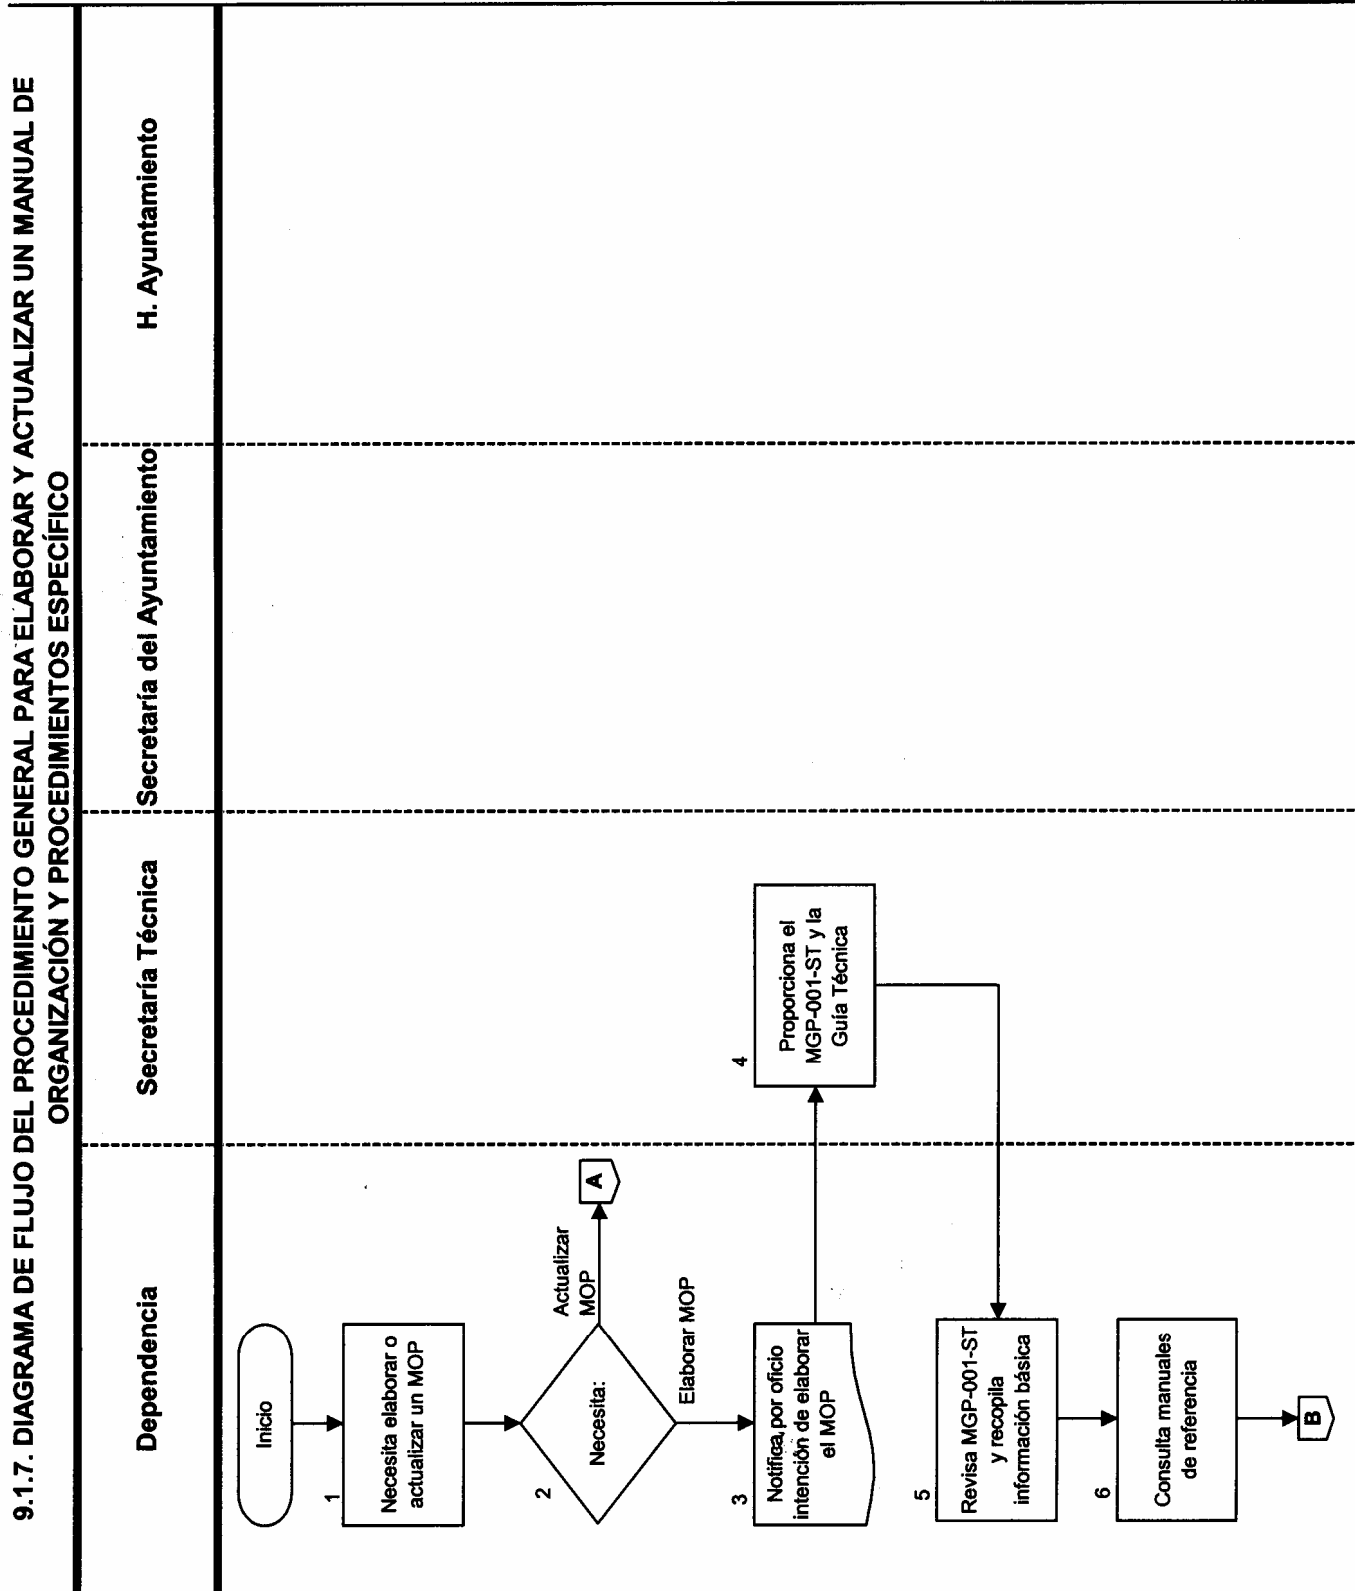 9.1.7. DIAGRAMA DE FLUJO DEL PROCEDIMIENTO GENERAL PARA ELABORAR Y ACTUALIZAR UN MANUAL DE
ORGANIZACIÓN Y PROCEDIMIENTOS ESPECÍFICO
Dependencia
Secretaría Técnica
Secretaría del Ayuntamiento
H. Ayuntamiento
Inicio
1
Necesita elaborar o
actualizar un MOP
2
Necesita:
Actualizar
MOP
A
Elaborar MOP
3
Notifica por oficio
intención de elaborar
el MOP
4
Proporciona el
MGP-001-ST y la
Guía Técnica
5
Revisa MGP-001-ST
y recopila
información básica
6
Consulta manuales
de referencia
B